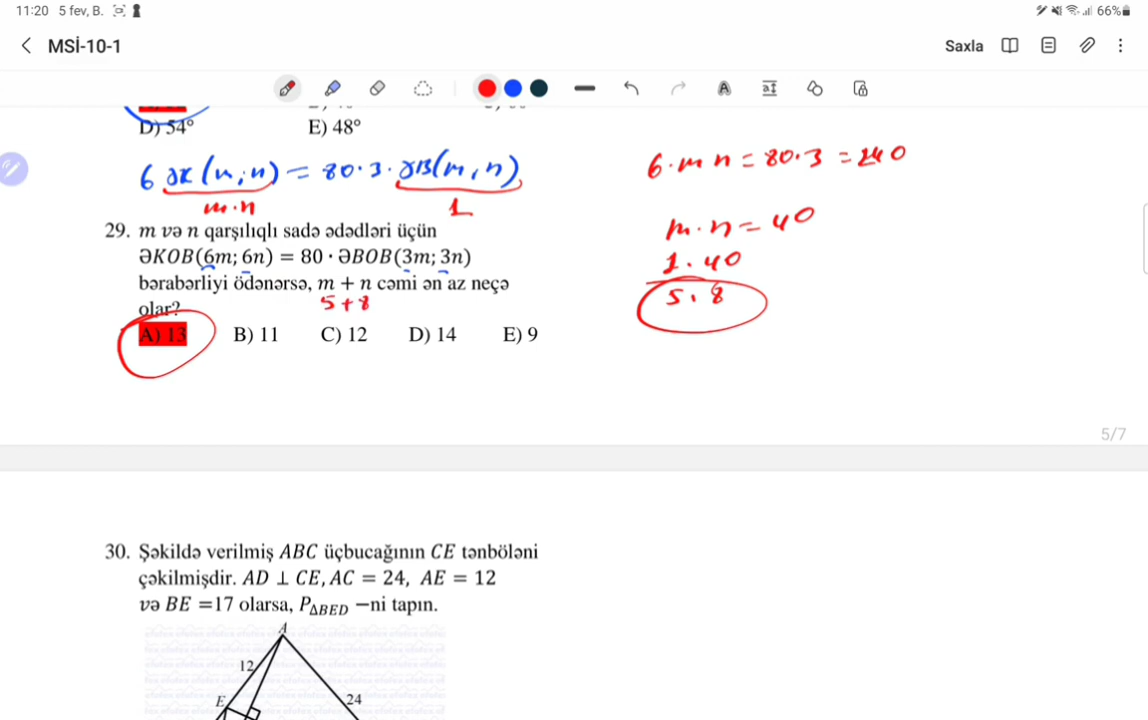 11:20 5 fev, B. 66%
MSİ-10-1 Saxla
D) 54° E) 48°
6 ƏK(m;n) = 80·3·ƏB(m,n)
m·n 1
6·m n = 80·3 = 240
m·n = 40
1·40
5·8
29. m və n qarşılıqlı sadə ədədləri üçün
ƏKOB(6m; 6n) = 80 · ƏBOB(3m; 3n)
bərabərliyi ödənərsə, m + n cəmi ən az neçə
olar? 5+8
A) 13 B) 11 C) 12 D) 14 E) 9
5/7
30. Şəkildə verilmiş ABC üçbucağının CE tənböləni
çəkilmişdir. AD ⊥ CE, AC = 24, AE = 12
və BE =17 olarsa, P∆BED −ni tapın.
A
12
E 24